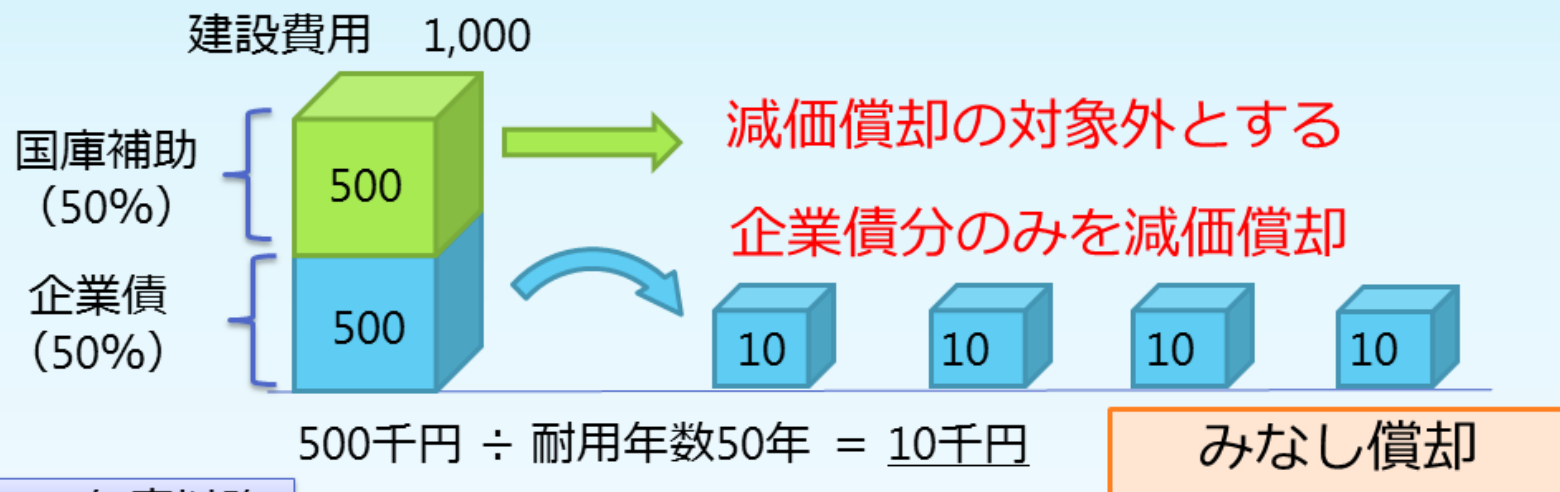 建設費用　1,000
国庫補助
（50%）
500
減価償却の対象外とする
企業債分のみを減価償却
企業債
（50%）
500
10
10
10
10
500千円 ÷ 耐用年数50年 ＝ 10千円
みなし償却